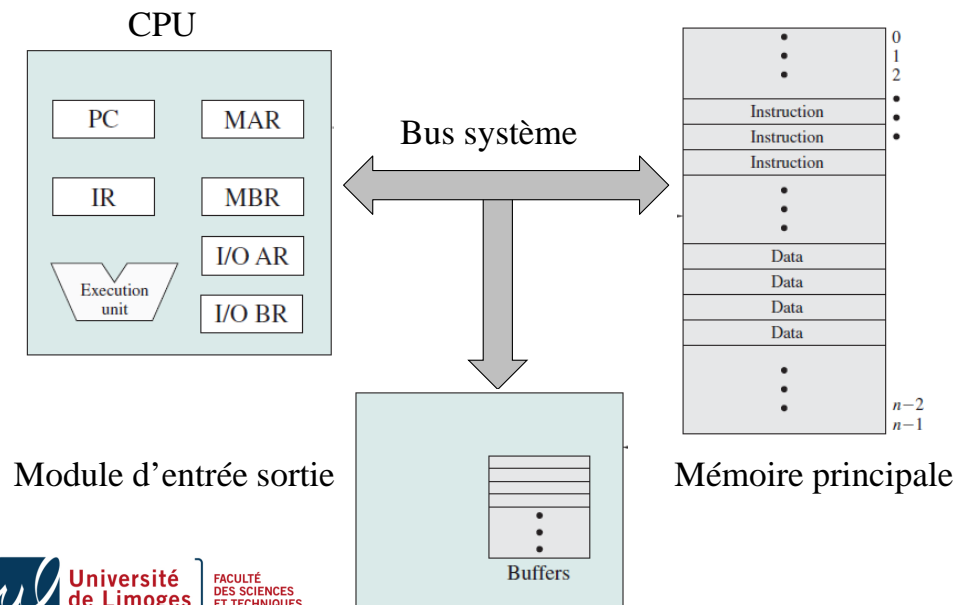 CPU
PC
MAR
IR
MBR
I/O AR
I/O BR
Execution
unit
Bus système
0
1
2
Instruction
Instruction
Instruction
Data
Data
Data
Data
n−2
n−1
Module d’entrée sortie
Mémoire principale
Buffers
Université
de Limoges
FACULTÉ
DES SCIENCES
ET TECHNIQUES